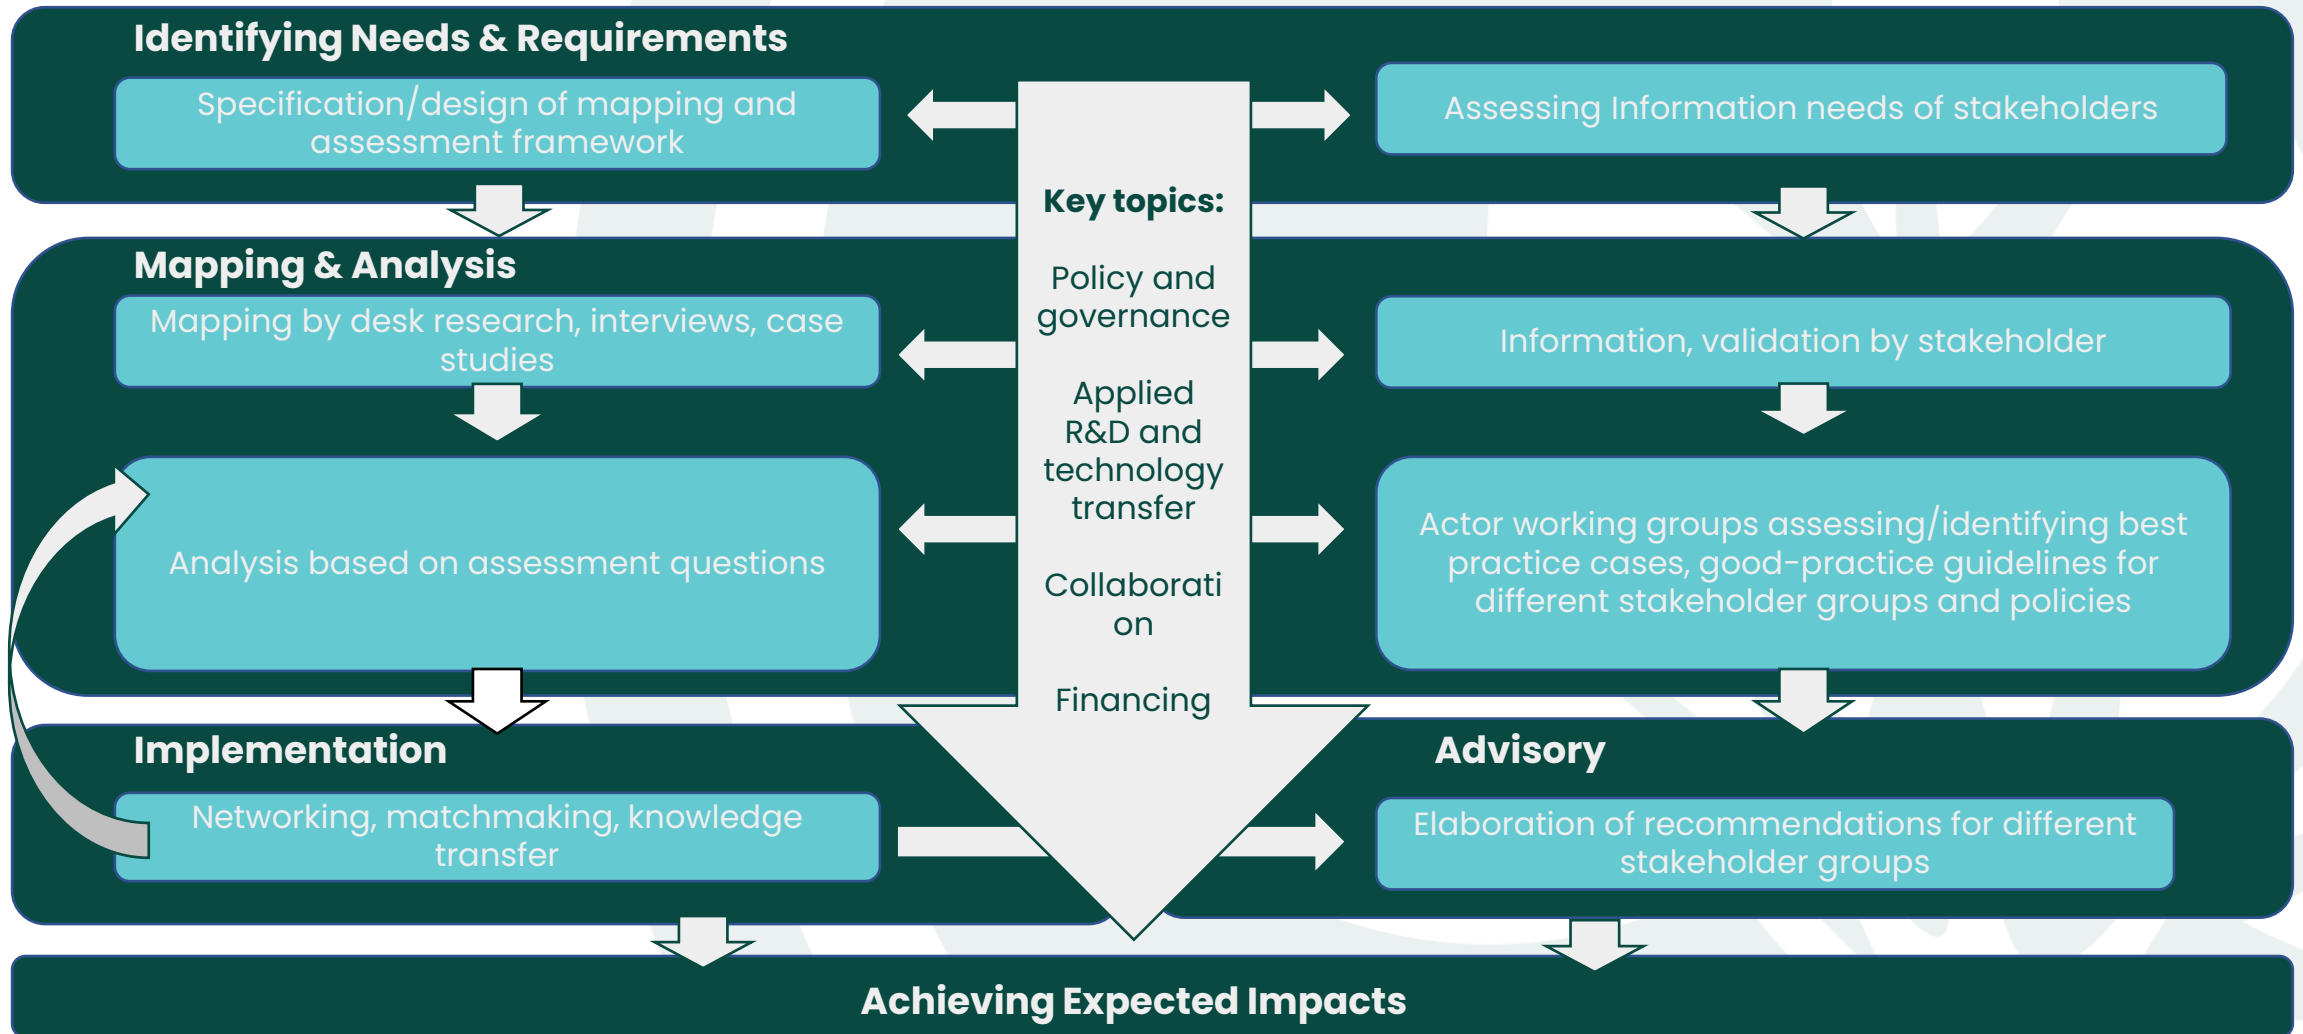 Identifying Needs & Requirements
Specification/design of mapping and
assessment framework
Assessing Information needs of stakeholders
Key topics:
Policy and
governance
Applied
R&D and
technology
transfer
Collaborati
on
Financing
Mapping & Analysis
Mapping by desk research, interviews, case
studies
Information, validation by stakeholder
Analysis based on assessment questions
Actor working groups assessing/identifying best
practice cases, good-practice guidelines for
different stakeholder groups and policies
Implementation
Networking, matchmaking, knowledge
transfer
Advisory
Elaboration of recommendations for different
stakeholder groups
Achieving Expected Impacts